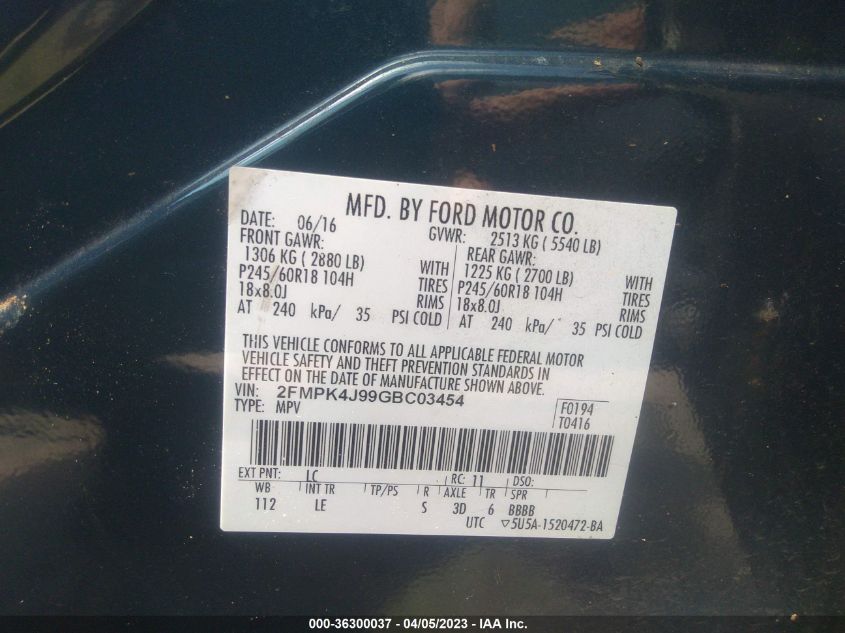 MFD. BY FORD MOTOR CO.
DATE: 06/16 GVWR: 2513 KG ( 5540 LB)
FRONT GAWR: REAR GAWR:
1306 KG ( 2880 LB) WITH 1225 KG ( 2700 LB) WITH
P245/60R18 104H TIRES P245/60R18 104H TIRES
18x8.0J RIMS 18x8.0J RIMS
AT 240 kPa/ 35 PSI COLD AT 240 kPa/ 35 PSI COLD
THIS VEHICLE CONFORMS TO ALL APPLICABLE FEDERAL MOTOR
VEHICLE SAFETY AND THEFT PREVENTION STANDARDS IN
EFFECT ON THE DATE OF MANUFACTURE SHOWN ABOVE.
VIN: 2FMPK4J99GBC03454 F0194
TYPE: MPV T0416
EXT PNT: LC RC: 11 DSO:
WB INT TR TP/PS R AXLE TR SPR
112 LE S 3D 6 BBBB
UTC ▽5U5A-1520472-BA
000-36300037 - 04/05/2023 - IAA Inc.